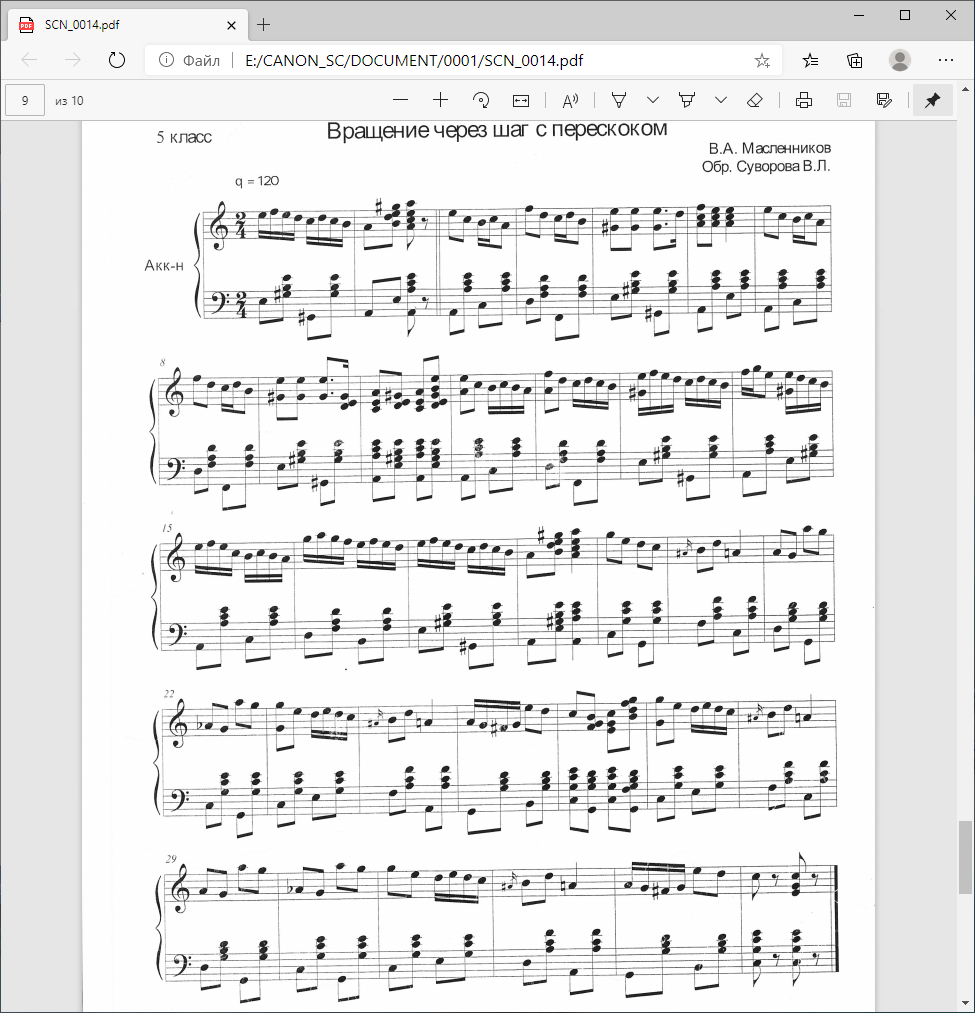 SCN_0014.pdf
Файл
E:/CANON_SC/DOCUMENT/0001/SCN_0014.pdf
9
из 10
5 класс
Вращение через шаг с перескоком
В.А. Масленников
Обр. Суворова В.Л.
q = 120
Акк-н
8
15
22
29